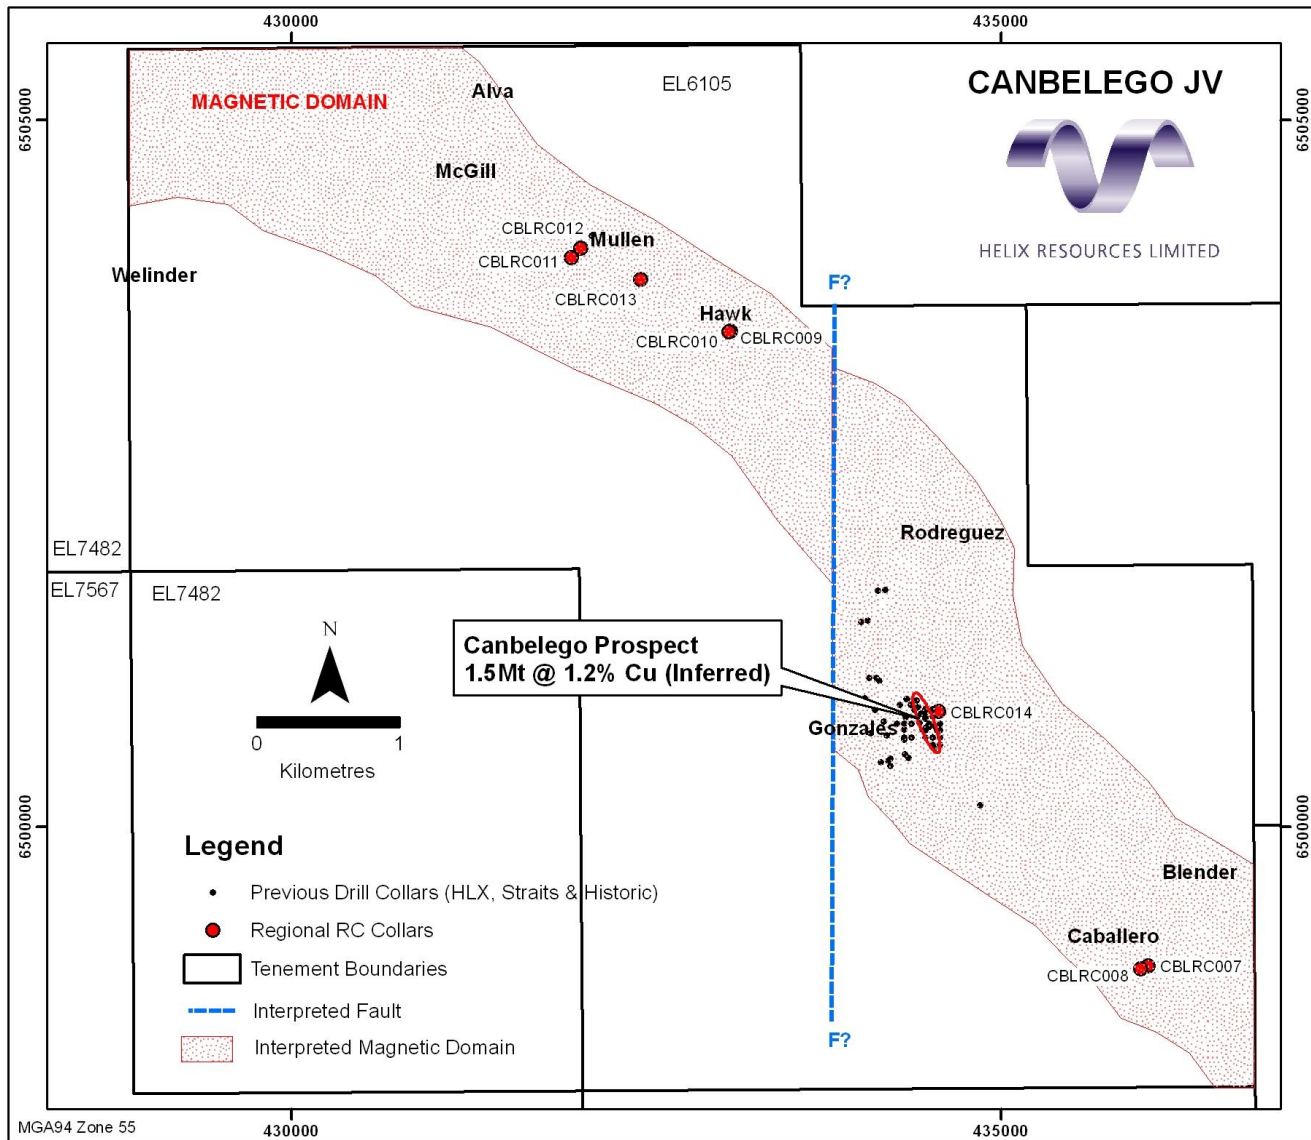 430000
435000
6505000
6505000
EL6105
CANBELEGO JV
MAGNETIC DOMAIN
Alva
McGill
HELIX RESOURCES LIMITED
CBLRC012
Mullen
CBLRC011
Welinder
CBLRC013
F?
Hawk
CBLRC010
CBLRC009
Rodreguez
EL7482
EL7567
EL7482
N
Canbelego Prospect
1.5Mt @ 1.2% Cu (Inferred)
CBLRC014
Gonzales
0
1
Kilometres
6500000
6500000
Legend
Previous Drill Collars (HLX, Straits & Historic)
Regional RC Collars
Tenement Boundaries
Interpreted Fault
Interpreted Magnetic Domain
Blender
Caballero
CBLRC008
CBLRC007
F?
MGA94 Zone 55
430000
435000